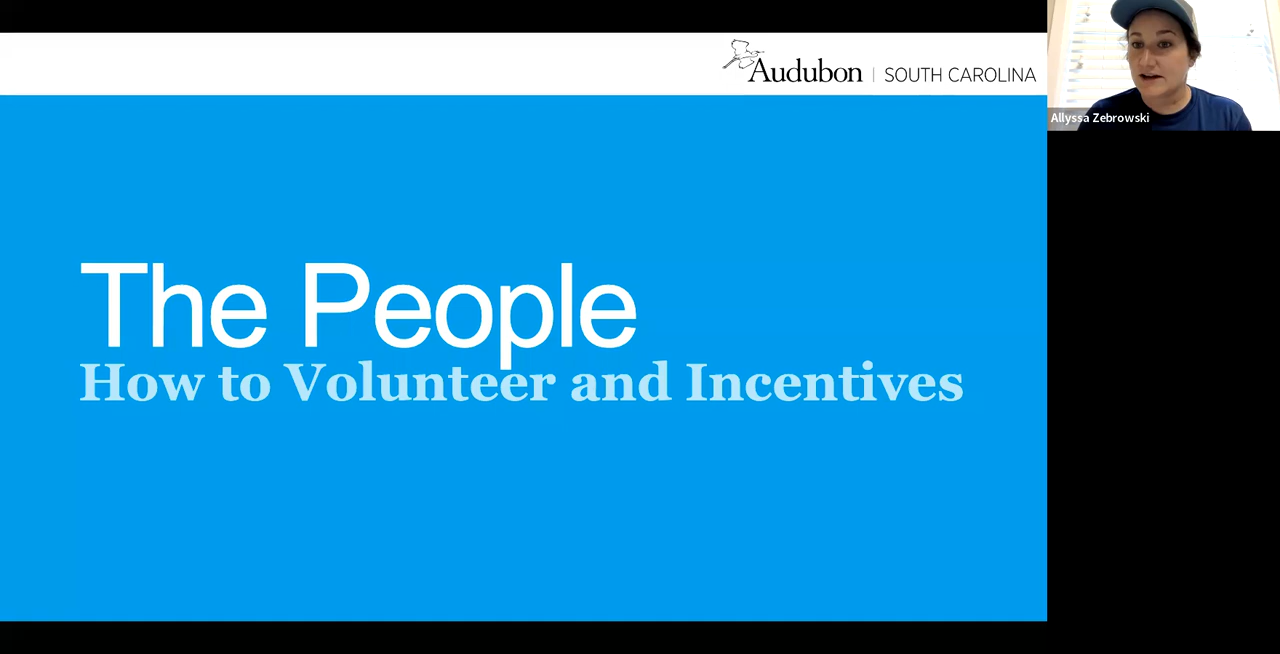 Audubon | SOUTH CAROLINA
Allyssa Zebrowski
The People
How to Volunteer and Incentives